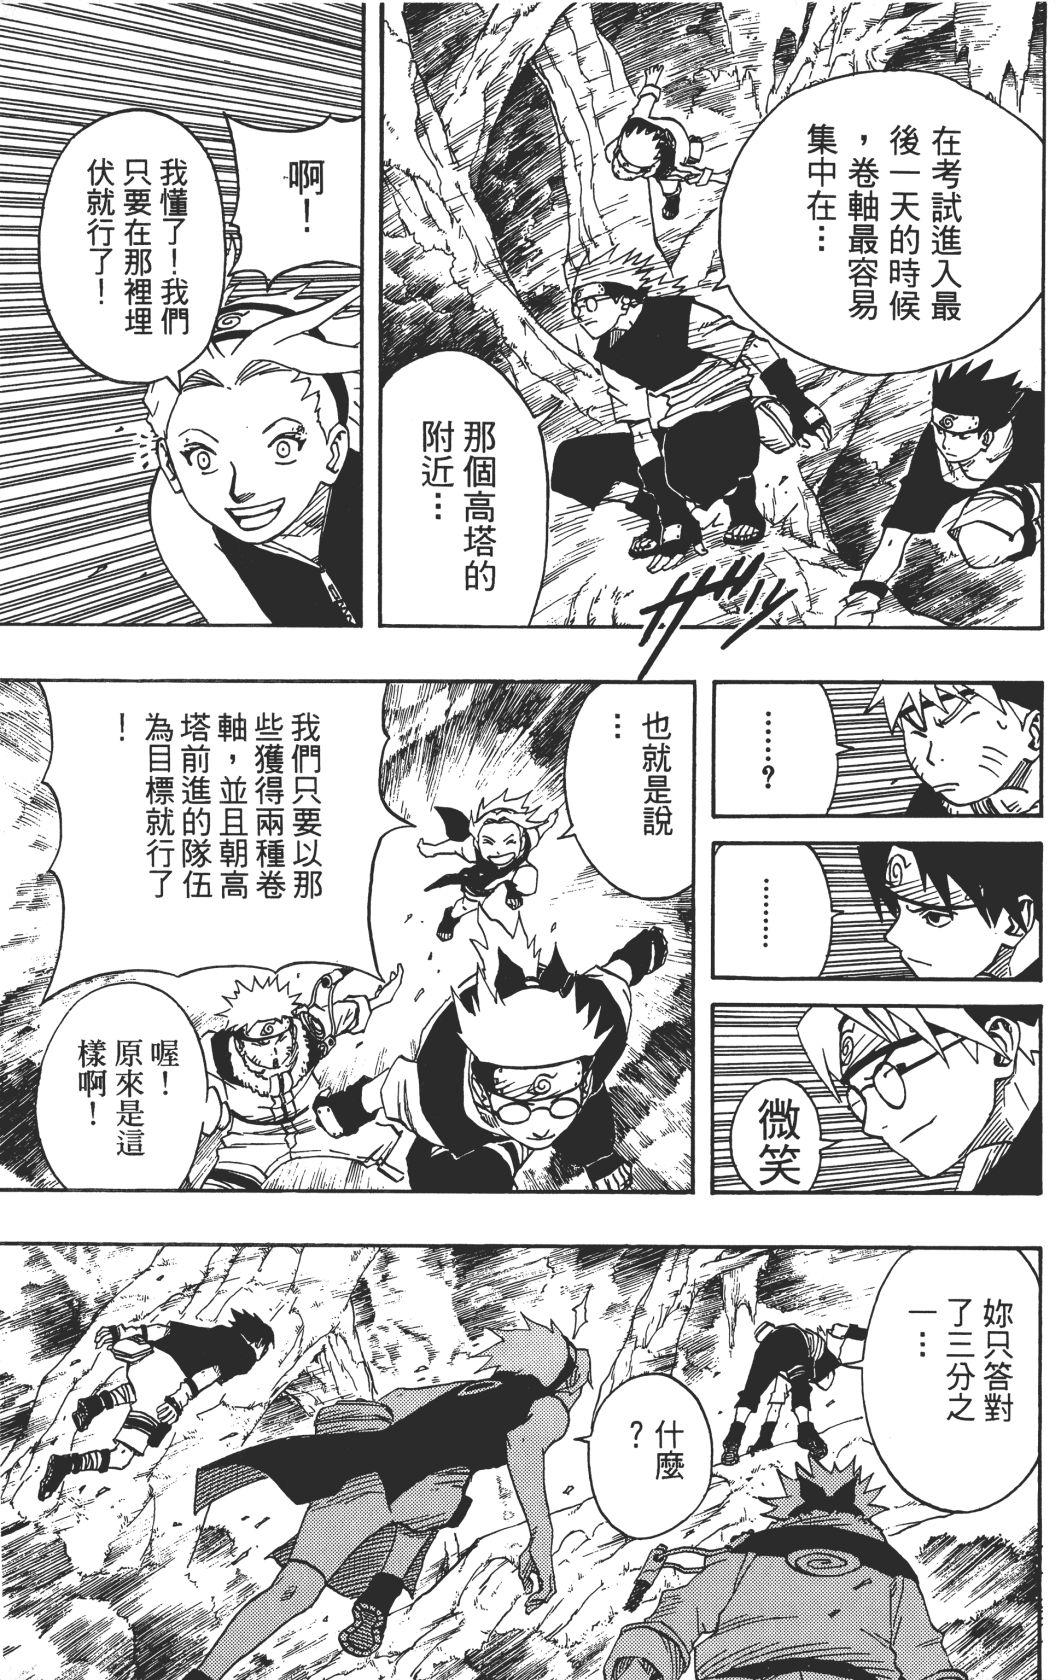 在考試進入最
後一天的時候
，卷軸最容易
集中在…
那個高塔的
附近…
ザザッ
啊！
我懂了！我們
只要在那裡埋
伏就行了！
……？
………
微笑
也就是說
…
我們只要以那
些獲得兩種卷
軸，並且朝高
塔前進的隊伍
為目標就行了
！
喔！
原來是這
樣啊！
妳只答對
了三分之
一…
什麼
？